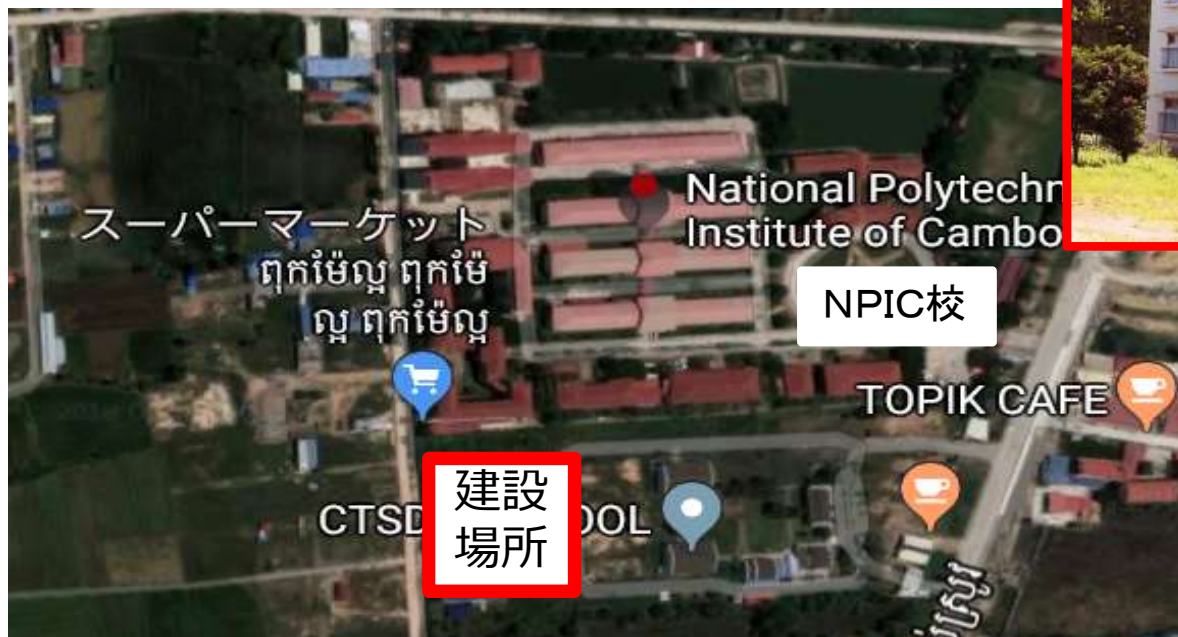 National Polytechn
Institute of Cambo
スーパーマーケット
ពុកម៉ែល្អ ពុកម៉ែ
ល្អ ពុកម៉ែល្អ
NPIC校
TOPIK CAFE
建設
場所
CTSD
OOL